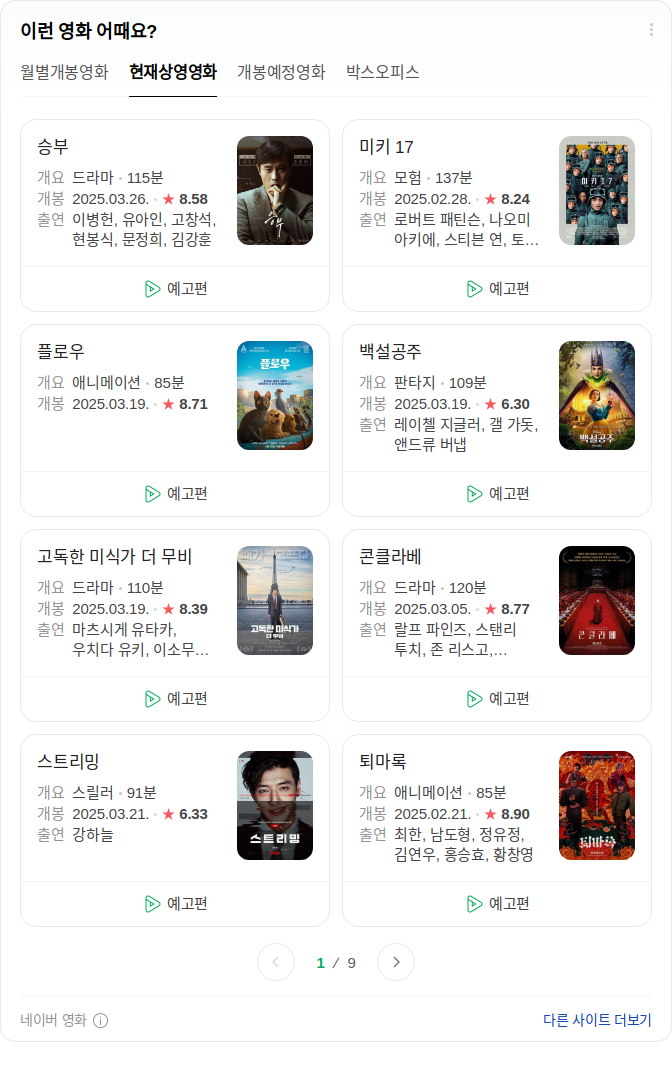 이런 영화 어때요?
월별개봉영화 현재상영영화 개봉예정영화 박스오피스
승부
개요 드라마 • 115분
개봉 2025.03.26. • ★ 8.58
출연 이병헌, 유아인, 고창석,
현봉식, 문정희, 김강훈
승부
예고편
미키 17
개요 모험 • 137분
개봉 2025.02.28. • ★ 8.24
출연 로버트 패틴슨, 나오미
아키에, 스티븐 연, 토...
미키 17
예고편
플로우
개요 애니메이션 • 85분
개봉 2025.03.19. • ★ 8.71
플로우
예고편
백설공주
개요 판타지 • 109분
개봉 2025.03.19. • ★ 6.30
출연 레이첼 지글러, 갤 가돗,
앤드류 버냅
백설공주
예고편
고독한 미식가 더 무비
개요 드라마 • 110분
개봉 2025.03.19. • ★ 8.39
출연 마츠시게 유타카,
우치다 유키, 이소무...
고독한 미식가
더 무비
예고편
콘클라베
개요 드라마 • 120분
개봉 2025.03.05. • ★ 8.77
출연 랄프 파인즈, 스탠리
투치, 존 리스고,...
콘클라베
예고편
스트리밍
개요 스릴러 • 91분
개봉 2025.03.21. • ★ 6.33
출연 강하늘
스트리밍
예고편
퇴마록
개요 애니메이션 • 85분
개봉 2025.02.21. • ★ 8.90
출연 최한, 남도형, 정유정,
김연우, 홍승효, 황창영
퇴마록
예고편
1 / 9
네이버 영화
다른 사이트 더보기